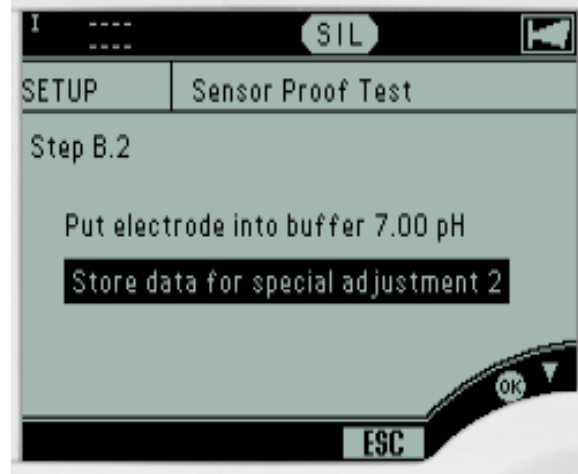 I ----
----
SIL
SETUP Sensor Proof Test
Step B.2
Put electrode into buffer 7.00 pH
Store data for special adjustment 2
OK
ESC